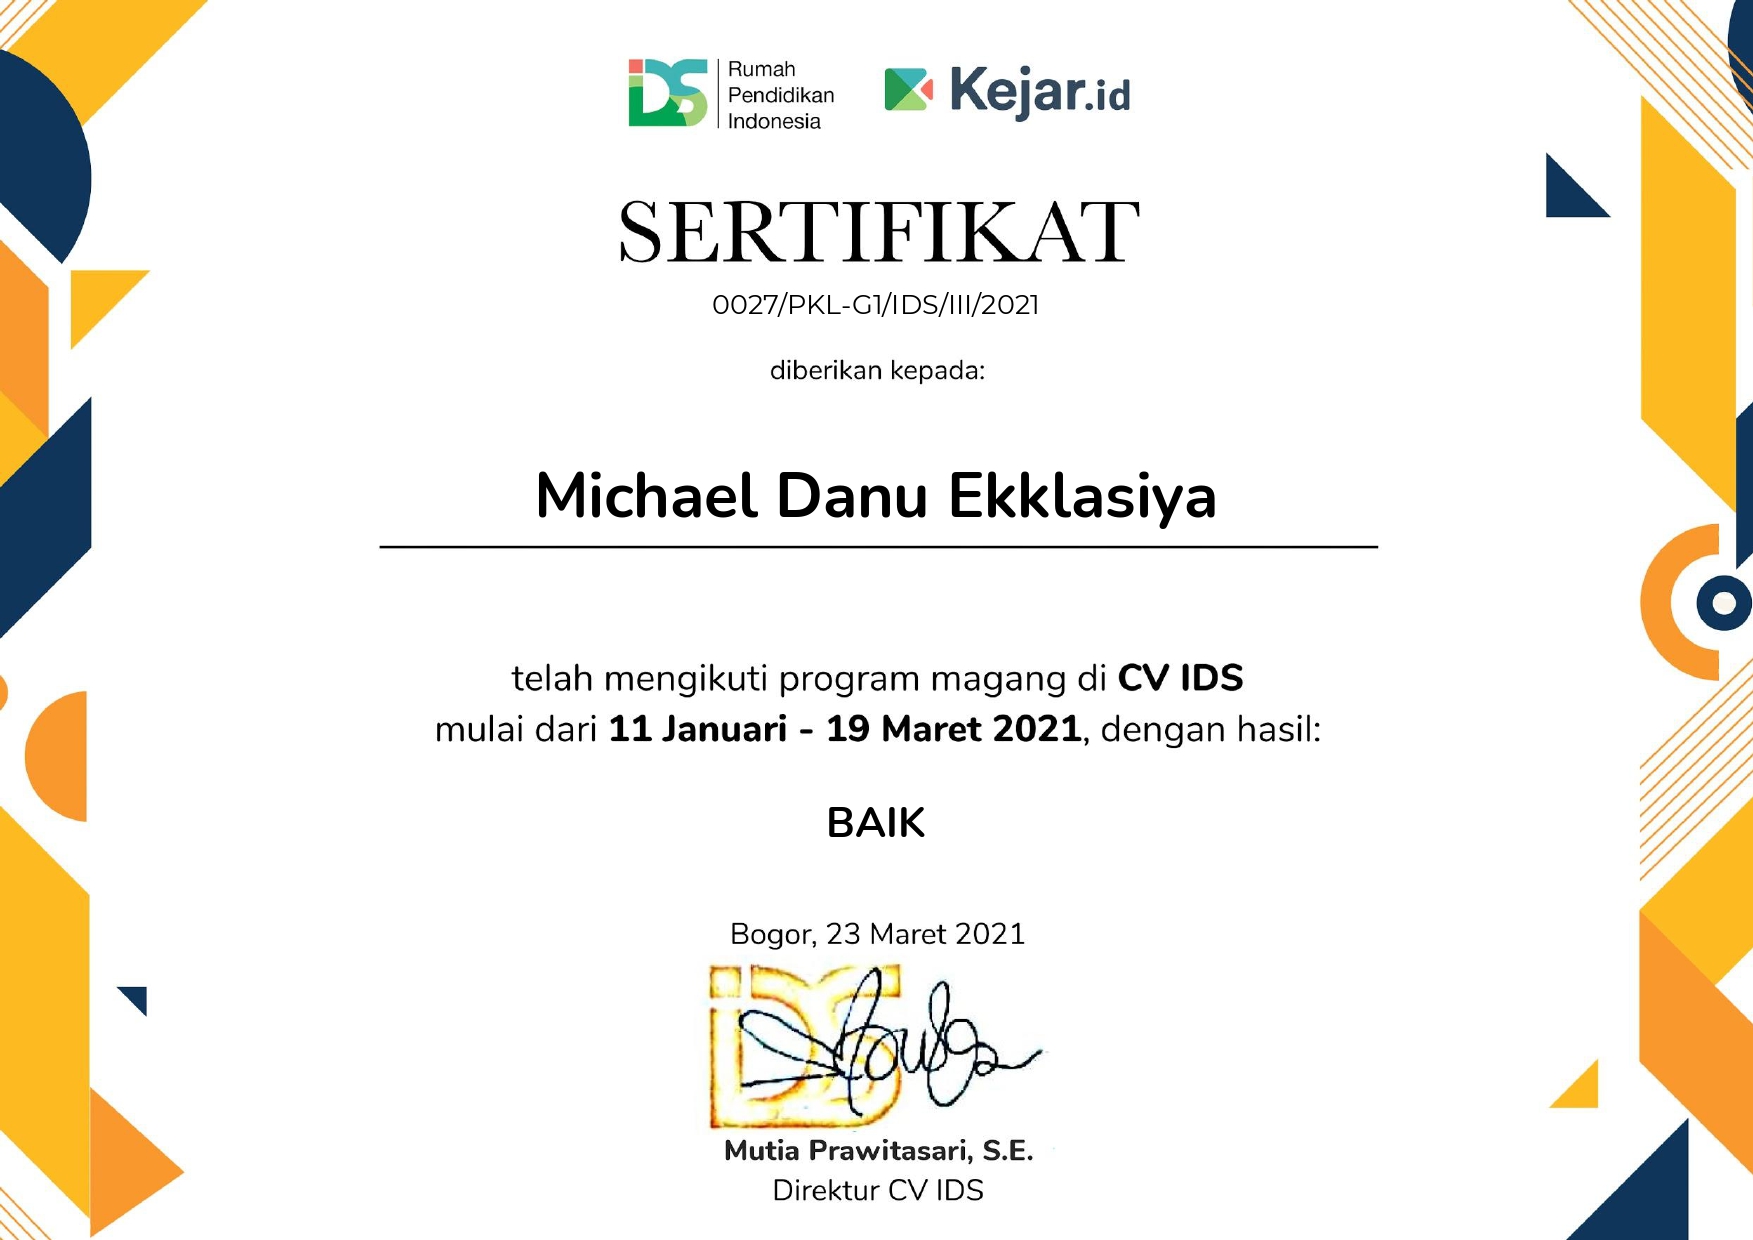 iDS
Rumah
Pendidikan
Indonesia
Kejar.id
SERTIFIKAT
0027/PKL-G1/IDS/III/2021
diberikan kepada:
Michael Danu Ekklasiya
telah mengikuti program magang di CV IDS
mulai dari 11 Januari - 19 Maret 2021, dengan hasil:
BAIK
Bogor, 23 Maret 2021
iDS
Mutia Prawitasari, S.E.
Direktur CV IDS